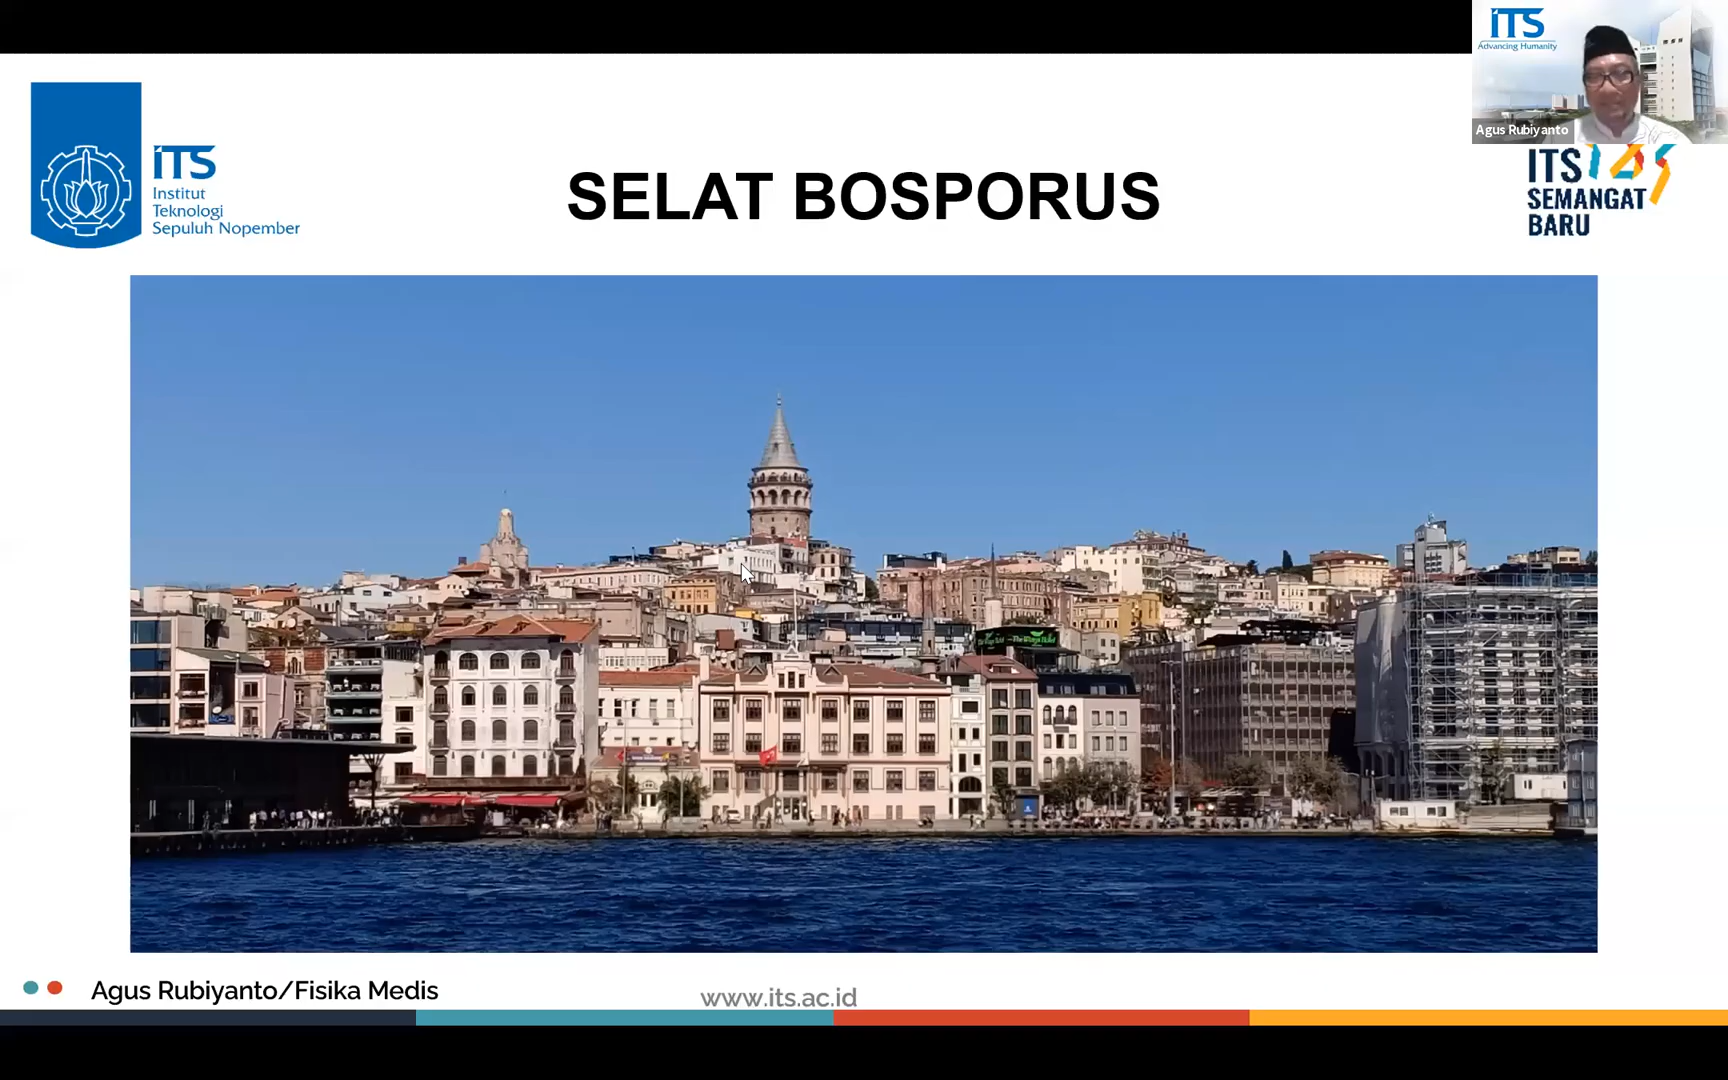 ITS
Institut
Teknologi
Sepuluh Nopember
SELAT BOSPORUS
ITS
Advancing Humanity
Agus Rubiyanto
ITS
SEMANGAT
BARU
Agus Rubiyanto/Fisika Medis
www.its.ac.id